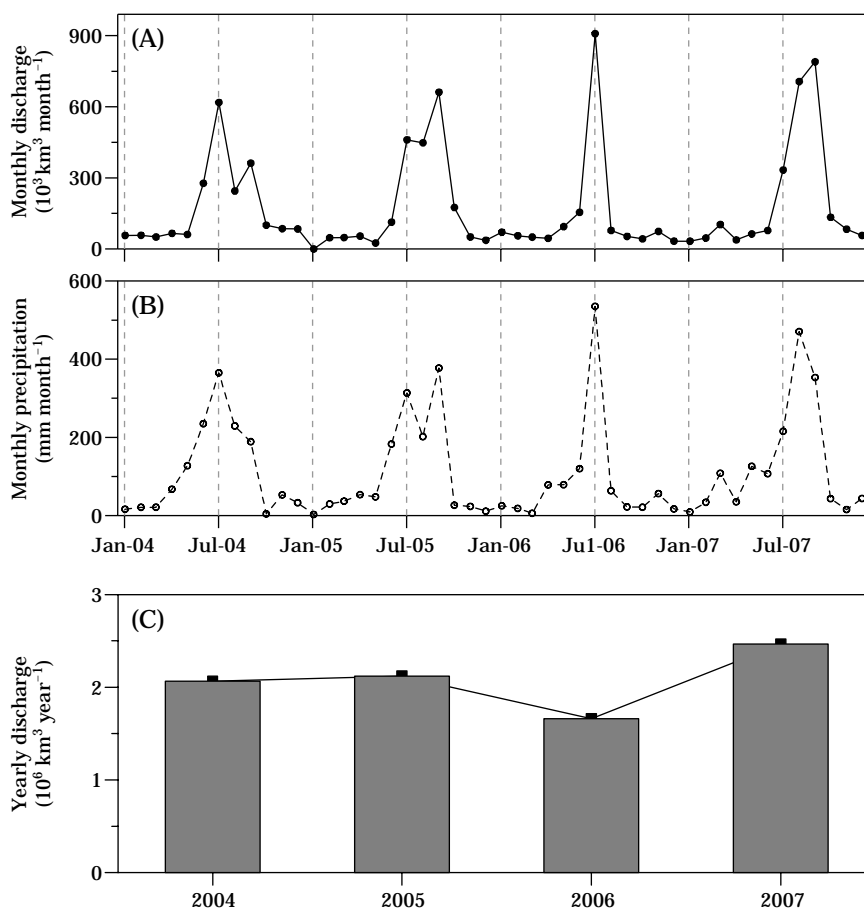 (A)
Monthly discharge
(10³ km³ month⁻¹)
900
600
300
0
(B)
Monthly precipitation
(mm month⁻¹)
600
400
200
0
Jan-04 Jul-04 Jan-05 Jul-05 Jan-06 Ju1-06 Jan-07 Jul-07
(C)
Yearly discharge
(10⁶ km³ year⁻¹)
3
2
1
0
2004 2005 2006 2007